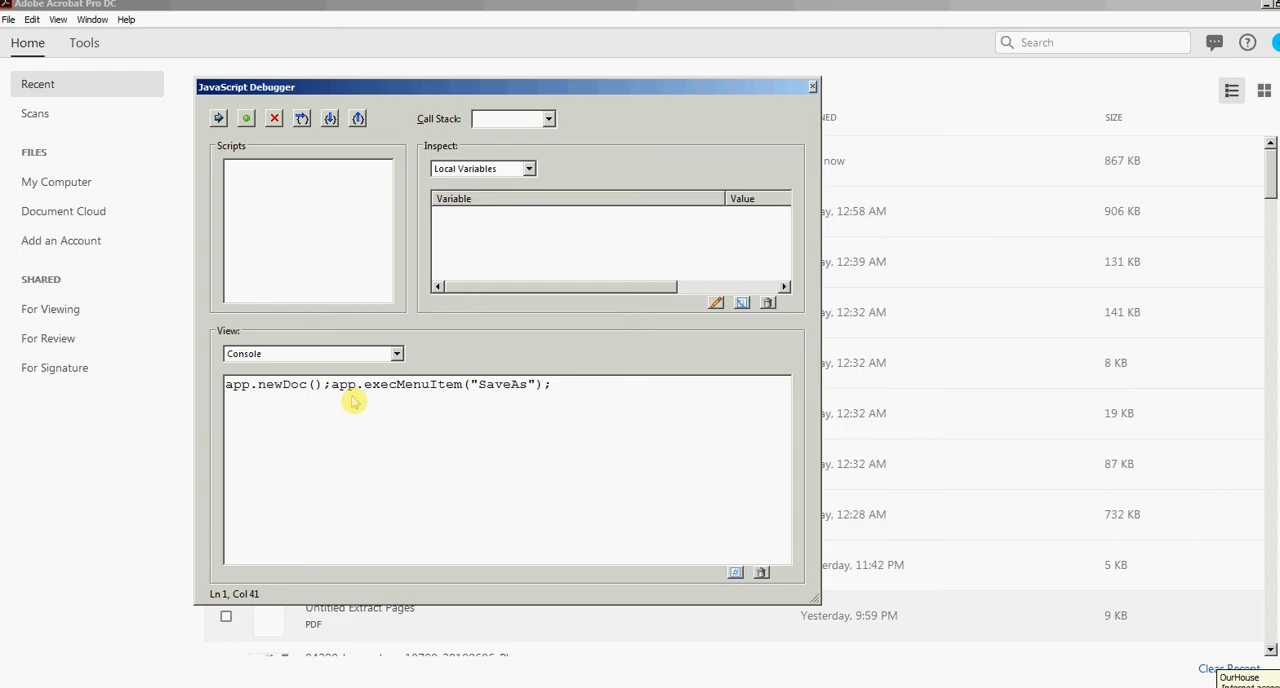 Adobe Acrobat Pro DC
File Edit View Window Help
Home Tools Search
Recent
Scans
FILES
My Computer
Document Cloud
Add an Account
SHARED
For Viewing
For Review
For Signature
JavaScript Debugger
Call Stack:
Scripts
Inspect:
Local Variables
Variable Value
View:
Console
app.newDoc();app.execMenuItem("SaveAs");
Ln 1, Col 41
SIZE
now 867 KB
12:58 AM 906 KB
12:39 AM 131 KB
12:32 AM 141 KB
12:32 AM 8 KB
12:32 AM 19 KB
12:32 AM 87 KB
12:28 AM 732 KB
11:42 PM 5 KB
Untitled Extract Pages Yesterday, 9:59 PM 9 KB
PDF
Clear Recent
OurHouse